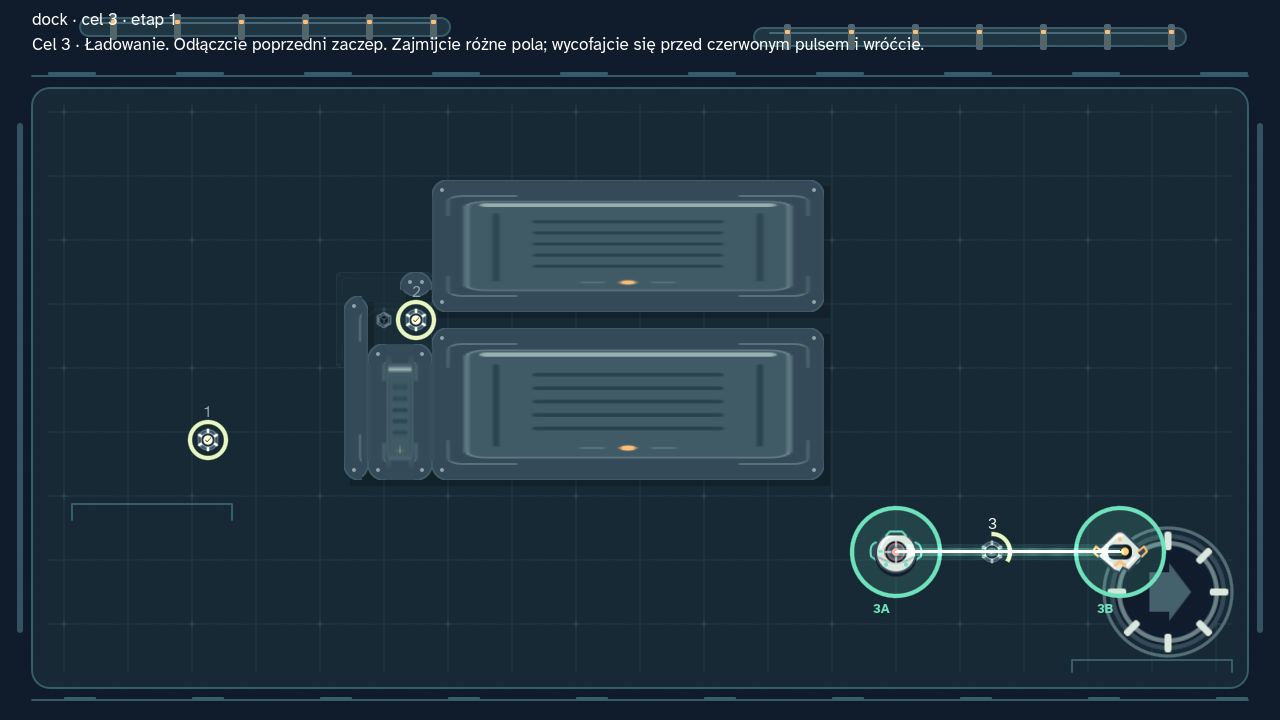 dock · cel 3 · etap 1
Cel 3 · Ładowanie. Odłączcie poprzedni zaczep. Zajmijcie różne pola; wycofajcie się przed czerwonym pulsem i wróćcie.
2
1
3
3A
3B